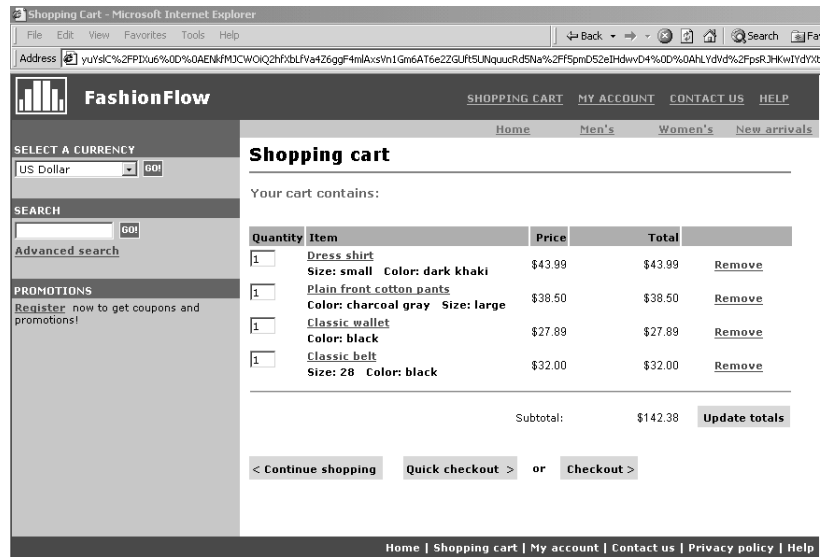 Shopping Cart - Microsoft Internet Explorer
File Edit View Favorites Tools Help
Back Search Fa
Address
FashionFlow
SHOPPING CART MY ACCOUNT CONTACT US HELP
Home Men's Women's New arrivals
SELECT A CURRENCY
US Dollar GO!
SEARCH
GO!
Advanced search
PROMOTIONS
Register now to get coupons and
promotions!
Shopping cart
Your cart contains:
Quantity Item Price Total
1 Dress shirt $43.99 $43.99 Remove
Size: small Color: dark khaki
1 Plain front cotton pants $38.50 $38.50 Remove
Color: charcoal gray Size: large
1 Classic wallet $27.89 $27.89 Remove
Color: black
1 Classic belt $32.00 $32.00 Remove
Size: 28 Color: black
Subtotal: $142.38 Update totals
< Continue shopping Quick checkout > or Checkout >
Home | Shopping cart | My account | Contact us | Privacy policy | Help